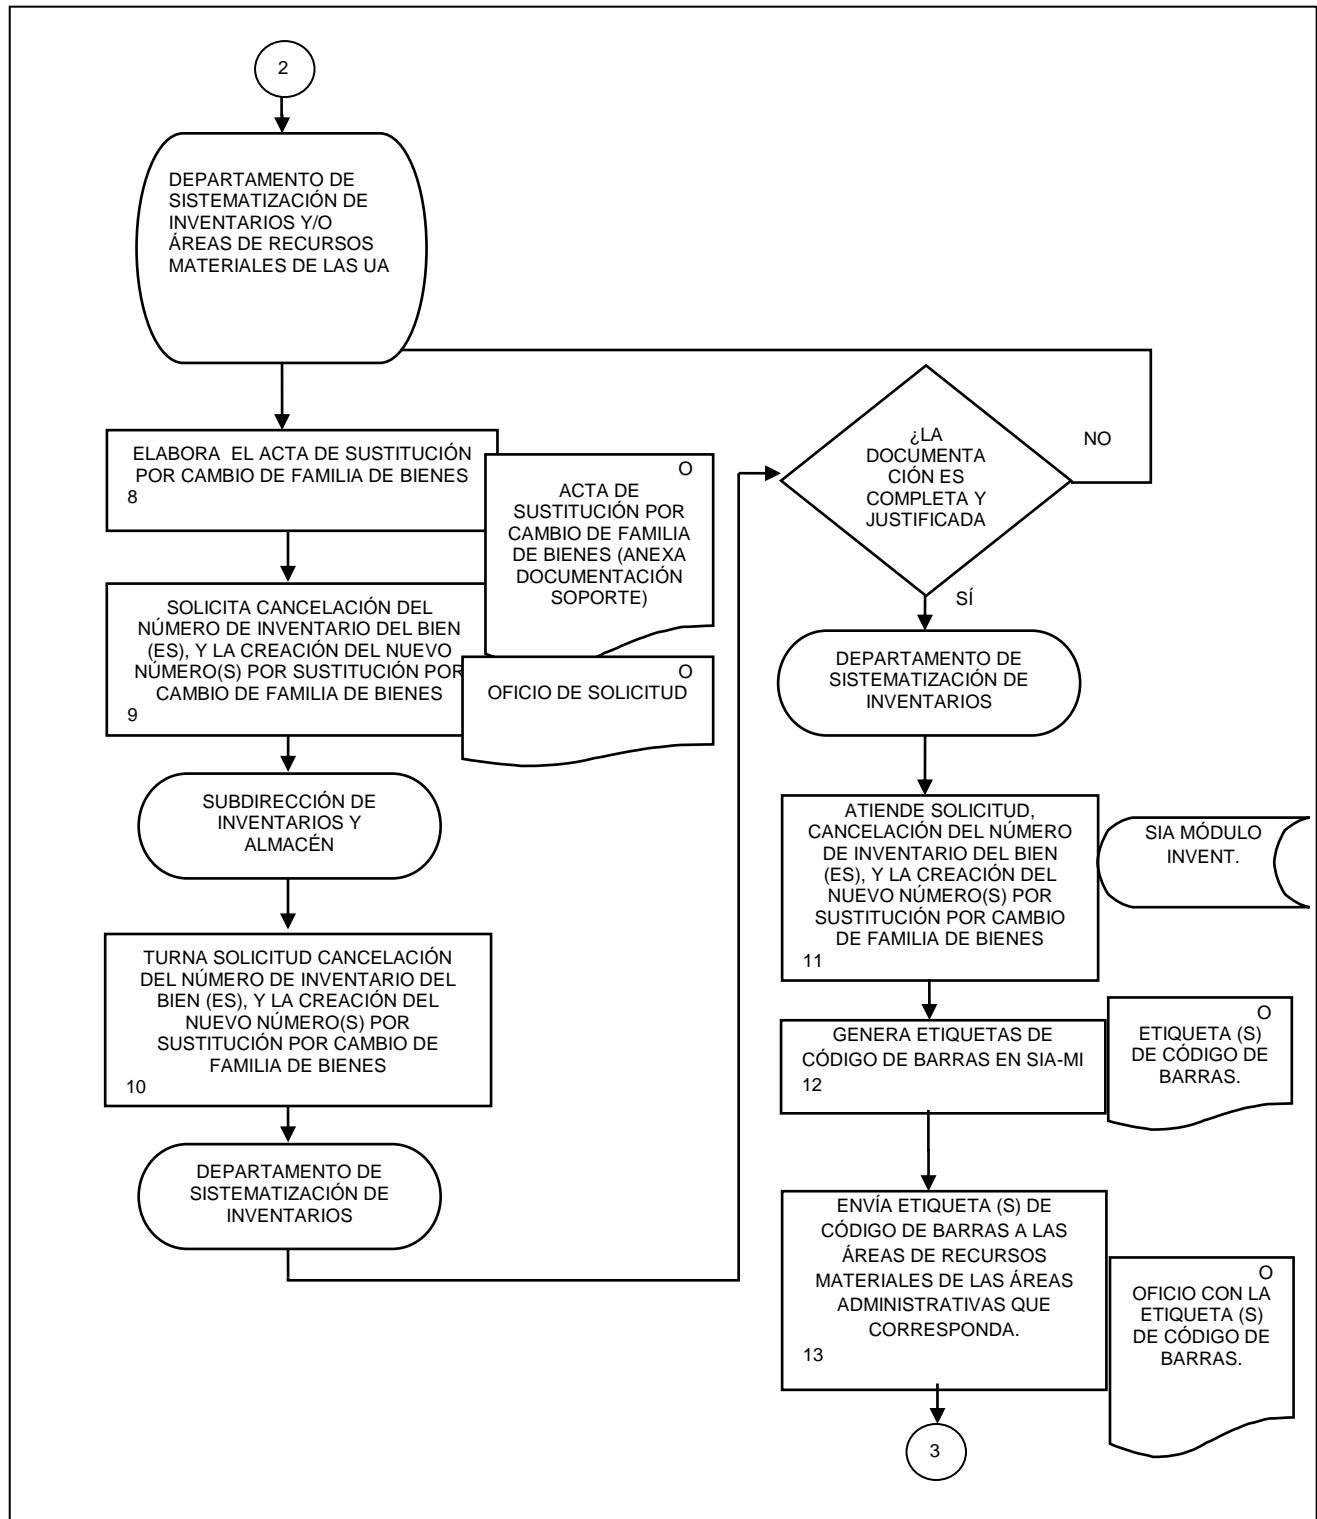 2
DEPARTAMENTO DE
SISTEMATIZACIÓN DE
INVENTARIOS Y/O
ÁREAS DE RECURSOS
MATERIALES DE LAS UA
ELABORA EL ACTA DE SUSTITUCIÓN
POR CAMBIO DE FAMILIA DE BIENES
8
O
ACTA DE
SUSTITUCIÓN POR
CAMBIO DE FAMILIA
DE BIENES (ANEXA
DOCUMENTACIÓN
SOPORTE)
SOLICITA CANCELACIÓN DEL
NÚMERO DE INVENTARIO DEL BIEN
(ES), Y LA CREACIÓN DEL NUEVO
NÚMERO(S) POR SUSTITUCIÓN POR
CAMBIO DE FAMILIA DE BIENES
9
O
OFICIO DE SOLICITUD
SUBDIRECCIÓN DE
INVENTARIOS Y
ALMACÉN
TURNA SOLICITUD CANCELACIÓN
DEL NÚMERO DE INVENTARIO DEL
BIEN (ES), Y LA CREACIÓN DEL
NUEVO NÚMERO(S) POR
SUSTITUCIÓN POR CAMBIO DE
FAMILIA DE BIENES
10
DEPARTAMENTO DE
SISTEMATIZACIÓN DE
INVENTARIOS
¿LA
DOCUMENTA
CIÓN ES
COMPLETA Y
JUSTIFICADA
NO
SÍ
DEPARTAMENTO DE
SISTEMATIZACIÓN DE
INVENTARIOS
ATIENDE SOLICITUD,
CANCELACIÓN DEL NÚMERO
DE INVENTARIO DEL BIEN
(ES), Y LA CREACIÓN DEL
NUEVO NÚMERO(S) POR
SUSTITUCIÓN POR CAMBIO
DE FAMILIA DE BIENES
11
SIA MÓDULO
INVENT.
GENERA ETIQUETAS DE
CÓDIGO DE BARRAS EN SIA-MI
12
O
ETIQUETA (S)
DE CÓDIGO DE
BARRAS.
ENVÍA ETIQUETA (S) DE
CÓDIGO DE BARRAS A LAS
ÁREAS DE RECURSOS
MATERIALES DE LAS ÁREAS
ADMINISTRATIVAS QUE
CORRESPONDA.
13
O
OFICIO CON LA
ETIQUETA (S)
DE CÓDIGO DE
BARRAS.
3